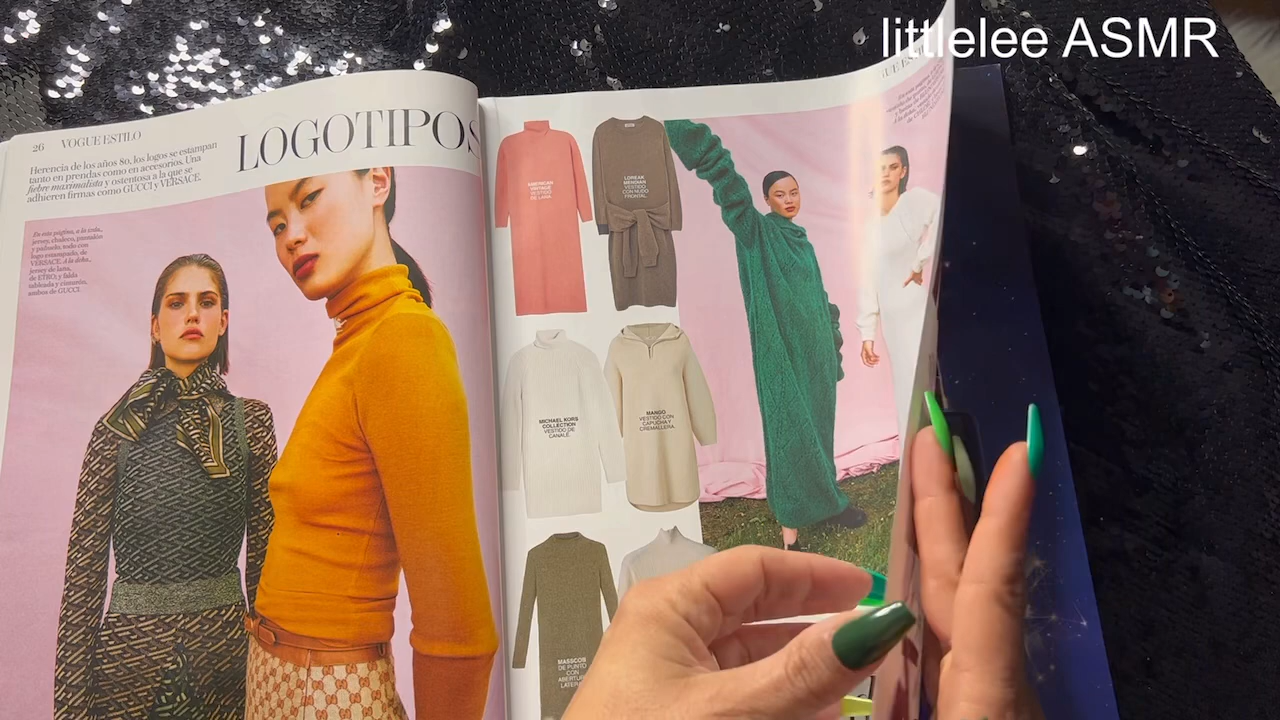 littlelee ASMR
26 VOGUE ESTILO
LOGOTIPOS
Herencia de los años 80, los logos se estampan
tanto en prendas como en accesorios. Una
fiebre maximalista y ostentosa a la que se
adhieren firmas como GUCCI y VERSACE.
En esta página, a la izda.,
jersey, chaleco, pantalón
y pañuelo, todo con
logo estampado, de
VERSACE. A la dcha.,
jersey de lana,
de ETRO; y falda
tableada y cinturón,
ambos de GUCCI.
AMERICAN
VINTAGE
VESTIDO
DE LANA.
LOREAK
MENDIAN
VESTIDO
CON NUDO
FRONTAL.
MICHAEL KORS
COLLECTION
VESTIDO DE
CANALÉ.
MANGO
VESTIDO CON
CAPUCHA Y
CREMALLERA.
MASSCOB
DE PUNTO
CON
ABERTURA
LATERAL